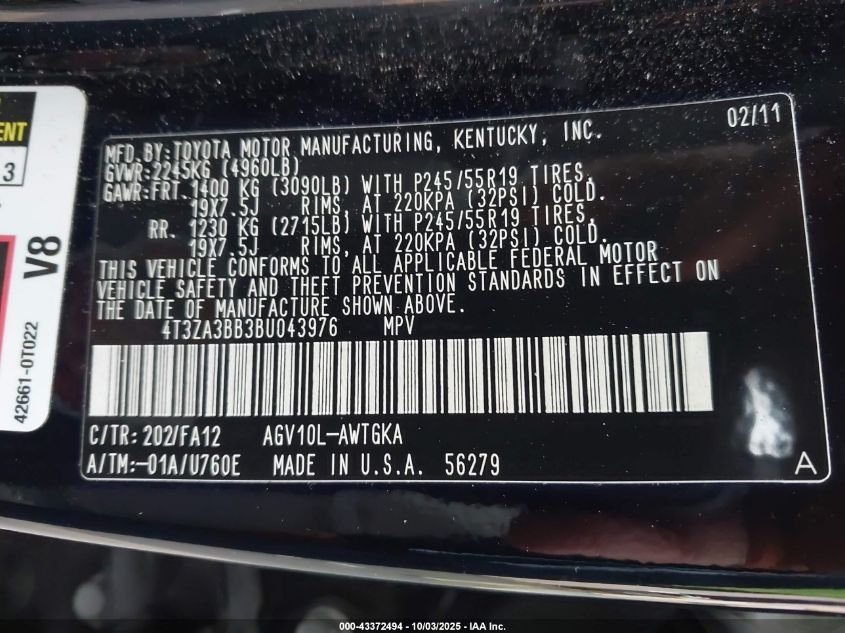 ENT
3
V8
42661-0T022
02/11
MFD.BY:TOYOTA MOTOR MANUFACTURING, KENTUCKY, INC.
GVWR:2245KG (4960LB)
GAWR:FRT.1400 KG (3090LB) WITH P245/55R19 TIRES,
19X7.5J RIMS, AT 220KPA (32PSI) COLD.
RR. 1230 KG (2715LB) WITH P245/55R19 TIRES,
19X7.5J RIMS, AT 220KPA (32PSI) COLD.
THIS VEHICLE CONFORMS TO ALL APPLICABLE FEDERAL MOTOR
VEHICLE SAFETY AND THEFT PREVENTION STANDARDS IN EFFECT ON
THE DATE OF MANUFACTURE SHOWN ABOVE.
4T3ZA3BB3BU043976 MPV
C/TR:202/FA12 AGV10L-AWTGKA
A/TM:-01A/U760E MADE IN U.S.A. 56279
A
000-43372494 - 10/03/2025 - IAA Inc.